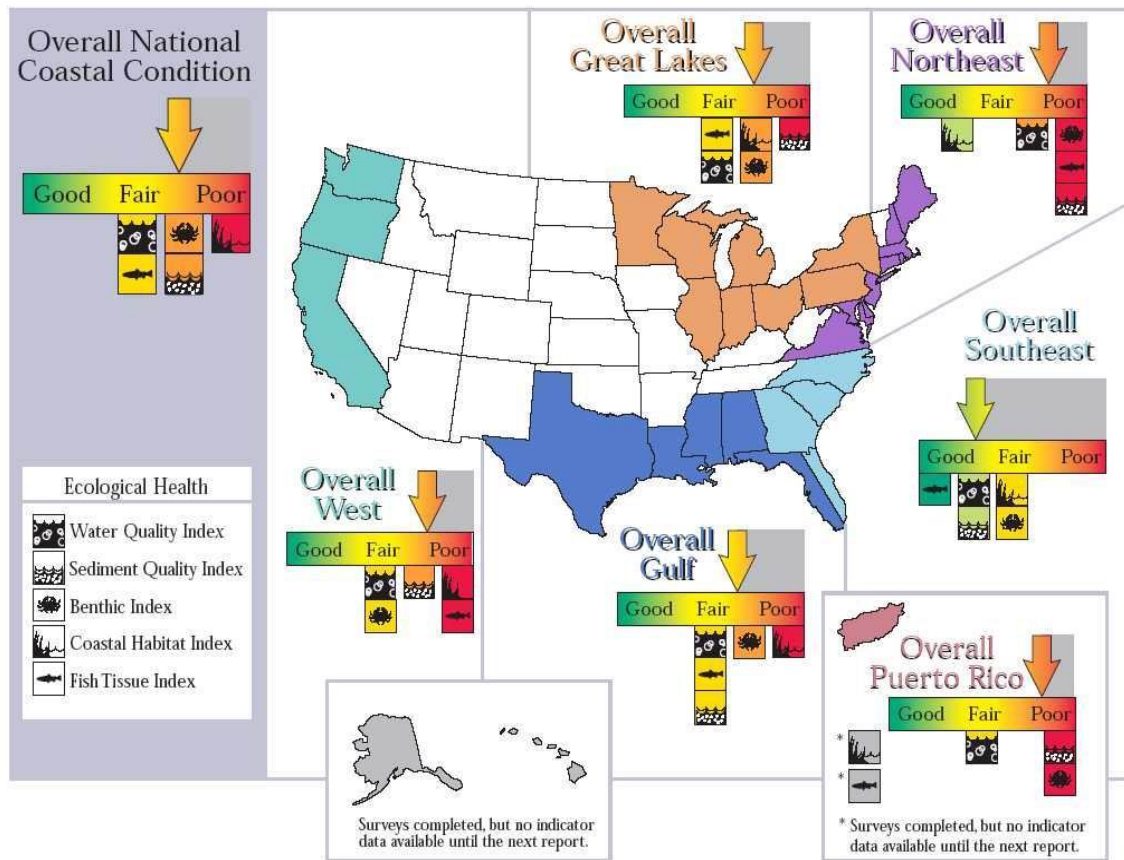 Overall National
Coastal Condition
Good Fair Poor
Ecological Health
Water Quality Index
Sediment Quality Index
Benthic Index
Coastal Habitat Index
Fish Tissue Index
Overall
Great Lakes
Good Fair Poor
Overall
Northeast
Good Fair Poor
Overall
Southeast
Good Fair Poor
Overall
West
Good Fair Poor
Overall
Gulf
Good Fair Poor
Overall
Puerto Rico
Good Fair Poor
*
*
* Surveys completed, but no indicator
data available until the next report.
Surveys completed, but no indicator
data available until the next report.